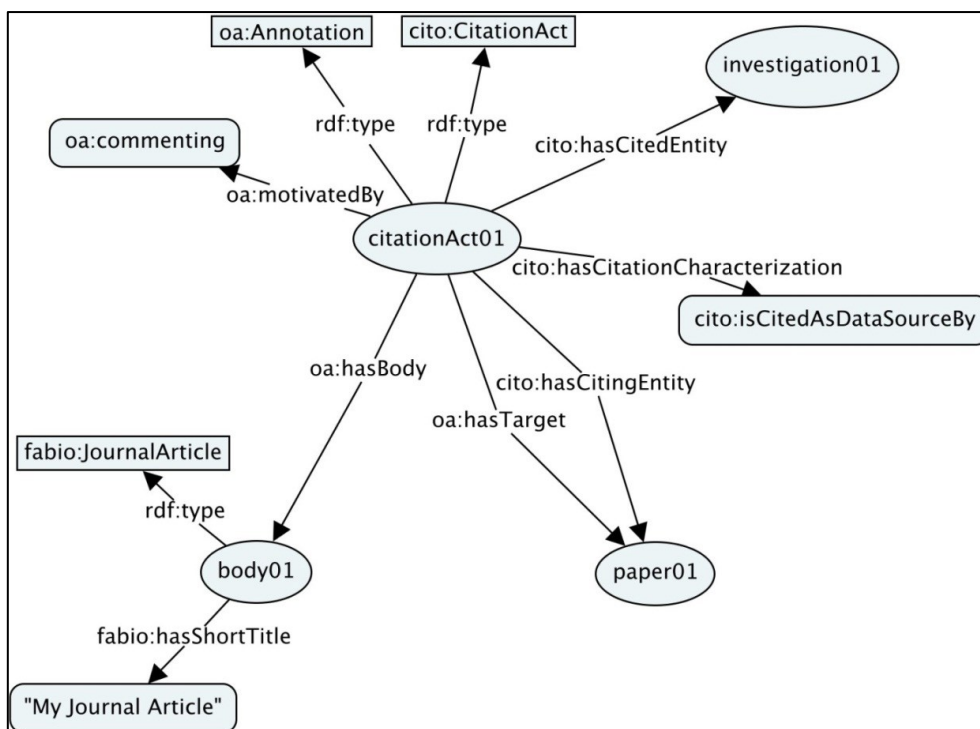 oa:Annotation
cito:CitationAct
investigation01
rdf:type
rdf:type
oa:commenting
cito:hasCitedEntity
oa:motivatedBy
citationAct01
cito:hasCitationCharacterization
cito:isCitedAsDataSourceBy
oa:hasBody
cito:hasCitingEntity
oa:hasTarget
fabio:JournalArticle
rdf:type
body01
paper01
fabio:hasShortTitle
"My Journal Article"